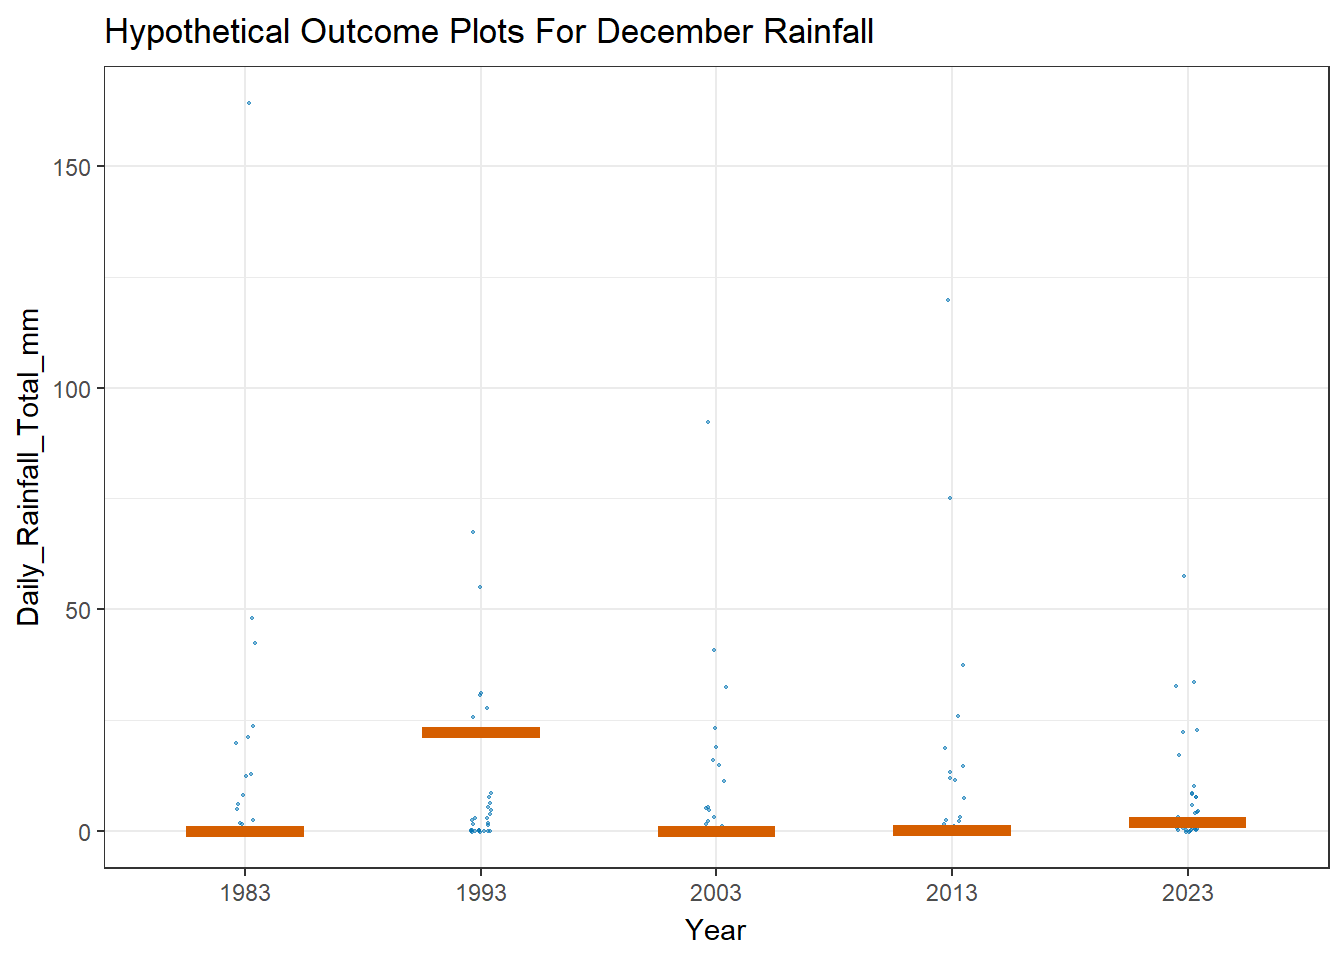 Hypothetical Outcome Plots For December Rainfall
Daily_Rainfall_Total_mm
150
100
50
0
1983 1993 2003 2013 2023
Year